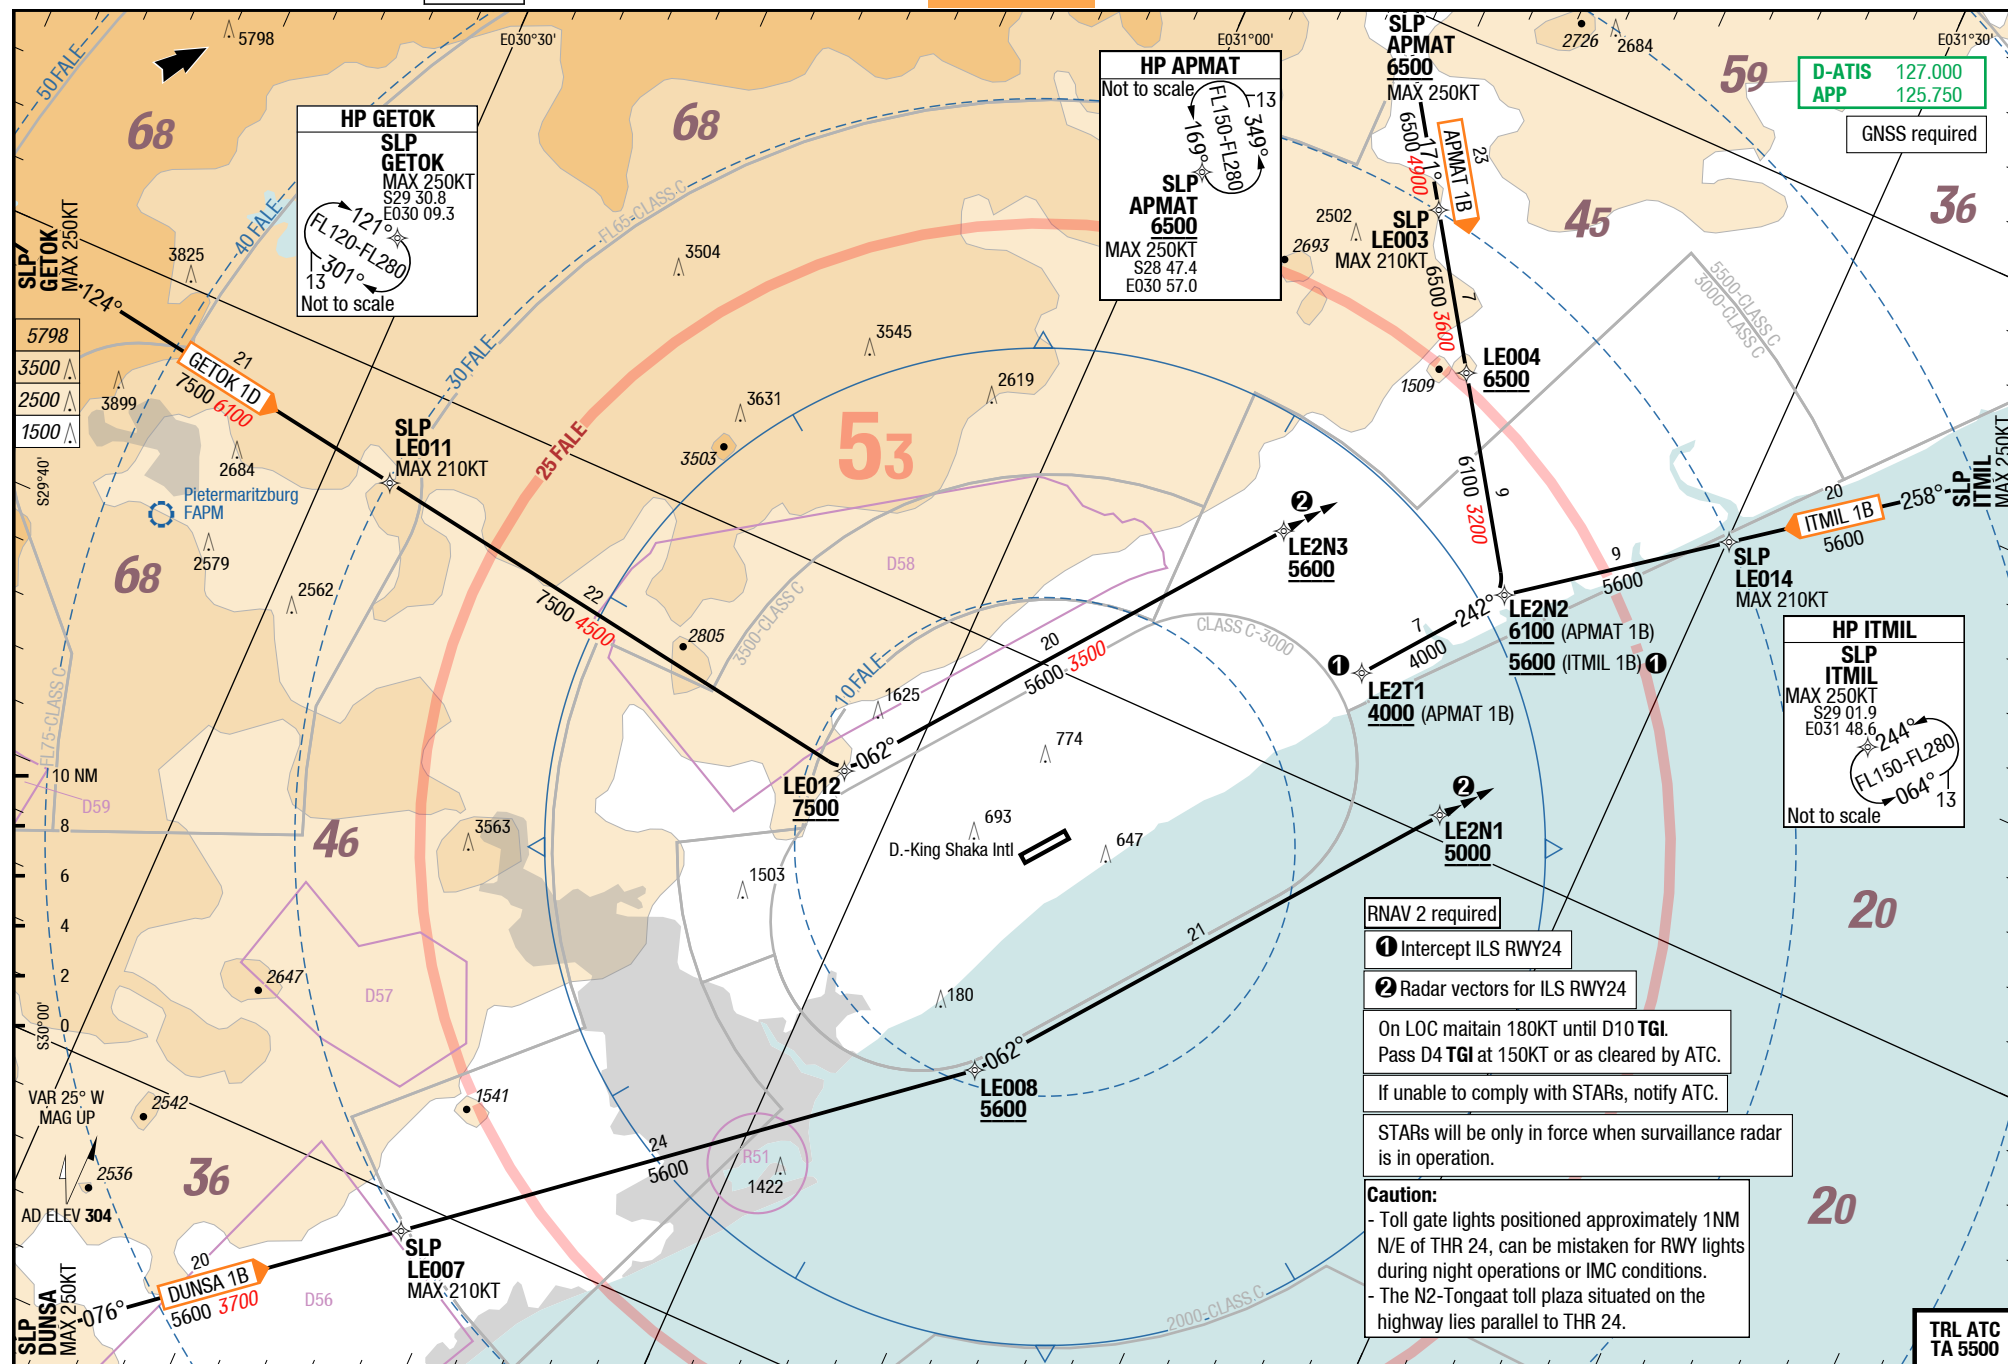 5798
E030°30'
E031°00'
SLP
APMAT
6500
MAX 250KT
2726
2684
E031°30'
59
D-ATIS 127.000
APP 125.750
GNSS required
50 FALE
68
68
HP GETOK
SLP
GETOK
MAX 250KT
S29 30.8
E030 09.3
121°
FL120-FL280
301°
13
Not to scale
HP APMAT
Not to scale
13
FL150-FL280
169°
349°
SLP
APMAT
6500
MAX 250KT
S28 47.4
E030 57.0
6500 4900
171°
APMAT 1B
23
2502
2693
SLP
LE003
MAX 210KT
45
36
SLP
GETOK
MAX 250KT
124°
3825
40 FALE
FL65-CLASS C
3504
6500 3600
7
5500-CLASS C
3000-CLASS C
5798
3500
2500
1500
21
GETOK 1D
7500 6100
3899
30 FALE
3545
3631
2619
1509
LE004
6500
SLP
LE011
MAX 210KT
2684
25 FALE
3503
53
S29°40'
Pietermaritzburg
FAPM
2579
68
2562
6100 3200
9
20
258°
ITMIL 1B
5600
SLP
ITMIL
MAX 250KT
2
LE2N3
5600
D58
22
7500 4500
2805
3500-CLASS C
9
5600
SLP
LE014
MAX 210KT
242°
7
4000
LE2N2
6100 (APMAT 1B)
5600 (ITMIL 1B) 1
CLASS C-3000
20
5600 3500
10 FALE
1625
1
LE2T1
4000 (APMAT 1B)
HP ITMIL
SLP
ITMIL
MAX 250KT
S29 01.9
E031 48.6
244°
FL150-FL280
064°
13
Not to scale
FL75-CLASS C
10 NM
D59
8
6
4
2
0
062°
LE012
7500
774
693
D.-King Shaka Intl
647
2
LE2N1
5000
46
3563
1503
20
21
2647
D57
180
S30°00'
RNAV 2 required
1 Intercept ILS RWY24
2 Radar vectors for ILS RWY24
On LOC maitain 180KT until D10 TGI.
Pass D4 TGI at 150KT or as cleared by ATC.
If unable to comply with STARs, notify ATC.
STARs will be only in force when survaillance radar
is in operation.
Caution:
- Toll gate lights positioned approximately 1NM
N/E of THR 24, can be mistaken for RWY lights
during night operations or IMC conditions.
- The N2-Tongaat toll plaza situated on the
highway lies parallel to THR 24.
062°
LE008
5600
VAR 25° W
MAG UP
2542
1541
2536
36
AD ELEV 304
24
5600
R51
1422
20
SLP
LE007
MAX 210KT
20
DUNSA 1B
5600 3700
076°
SLP
DUNSA
MAX 250KT
D56
2000-CLASS C
TRL ATC
TA 5500